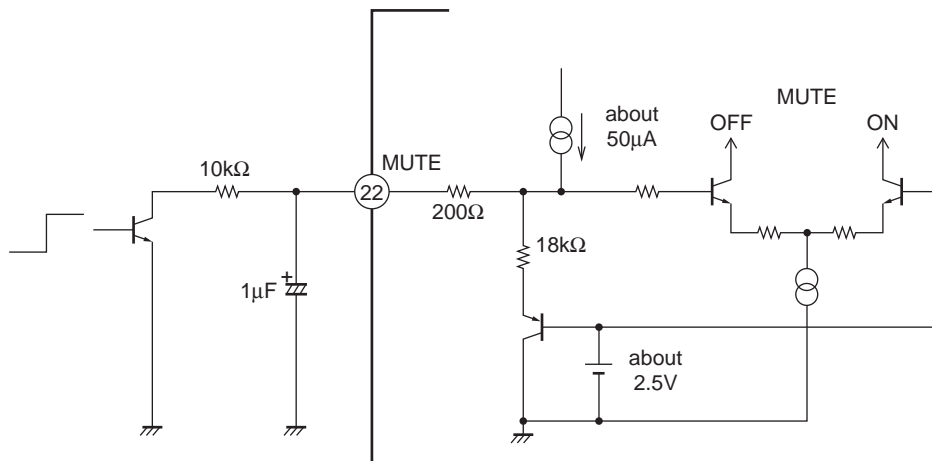 MUTE
about
50μA
OFF
ON
10kΩ
MUTE
22
200Ω
18kΩ
+
1μF
about
2.5V